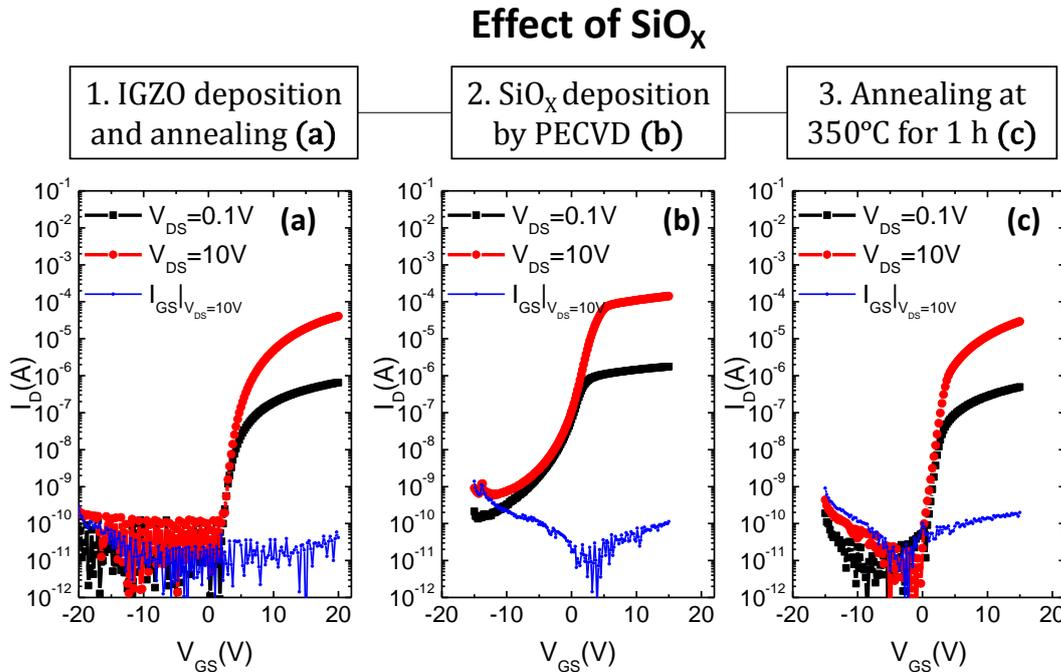 Effect of SiOX
1. IGZO deposition
and annealing (a)
2. SiOX deposition
by PECVD (b)
3. Annealing at
350°C for 1 h (c)
10-1
10-2
10-3
10-4
10-5
10-6
10-7
10-8
10-9
10-10
10-11
10-12
ID(A)
VDS=0.1V
VDS=10V
IGS|VDS=10V
(a)
-20 -10 0 10 20
VGS(V)
10-1
10-2
10-3
10-4
10-5
10-6
10-7
10-8
10-9
10-10
10-11
10-12
ID(A)
VDS=0.1V
VDS=10V
IGS|VDS=10V
(b)
-20 -10 0 10 20
VGS(V)
10-1
10-2
10-3
10-4
10-5
10-6
10-7
10-8
10-9
10-10
10-11
10-12
ID(A)
VDS=0.1V
VDS=10V
IGS|VDS=10V
(c)
-20 -10 0 10 20
VGS(V)